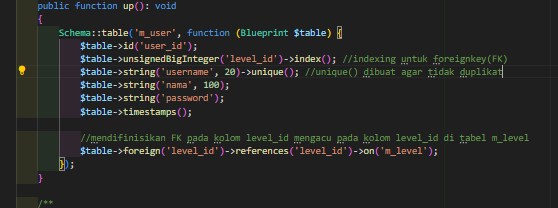 public function up(): void
{
Schema::table('m_user', function (Blueprint $table) {
$table->id('user_id');
$table->unsignedBigInteger('level_id')->index(); //indexing untuk foreignkey(FK)
$table->string('username', 20)->unique(); //unique() dibuat agar tidak duplikat
$table->string('nama', 100);
$table->string('password');
$table->timestamps();
//mendifinisikan FK pada kolom level_id mengacu pada kolom level_id di tabel m_level
$table->foreign('level_id')->references('level_id')->on('m_level');
});
}
/**